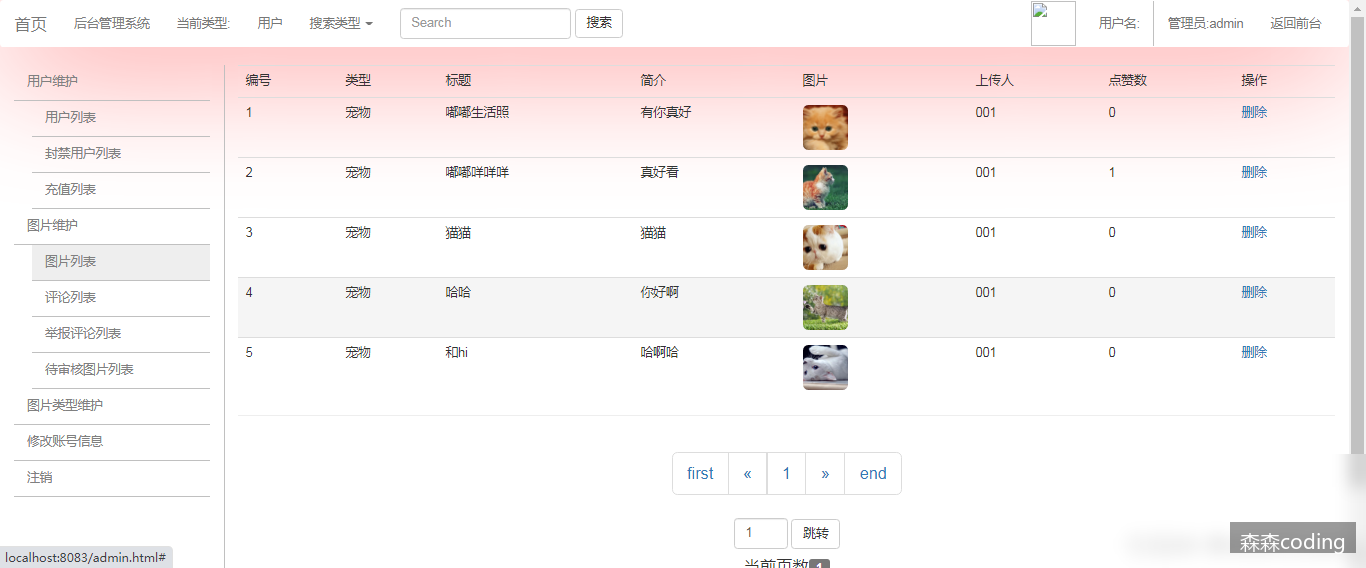 首页 后台管理系统 当前类型: 用户 搜索类型 Search 搜索 用户名: 管理员:admin 返回前台
用户维护
用户列表
封禁用户列表
充值列表
图片维护
图片列表
评论列表
举报评论列表
待审核图片列表
图片类型维护
修改账号信息
注销
编号 类型 标题 简介 图片 上传人 点赞数 操作
1 宠物 嘟嘟生活照 有你真好 001 0 删除
2 宠物 嘟嘟咩咩咩 真好看 001 1 删除
3 宠物 猫猫 猫猫 001 0 删除
4 宠物 哈哈 你好啊 001 0 删除
5 宠物 和hi 哈啊哈 001 0 删除
first « 1 » end
1 跳转
当前页数 1
localhost:8083/admin.html#
森森coding